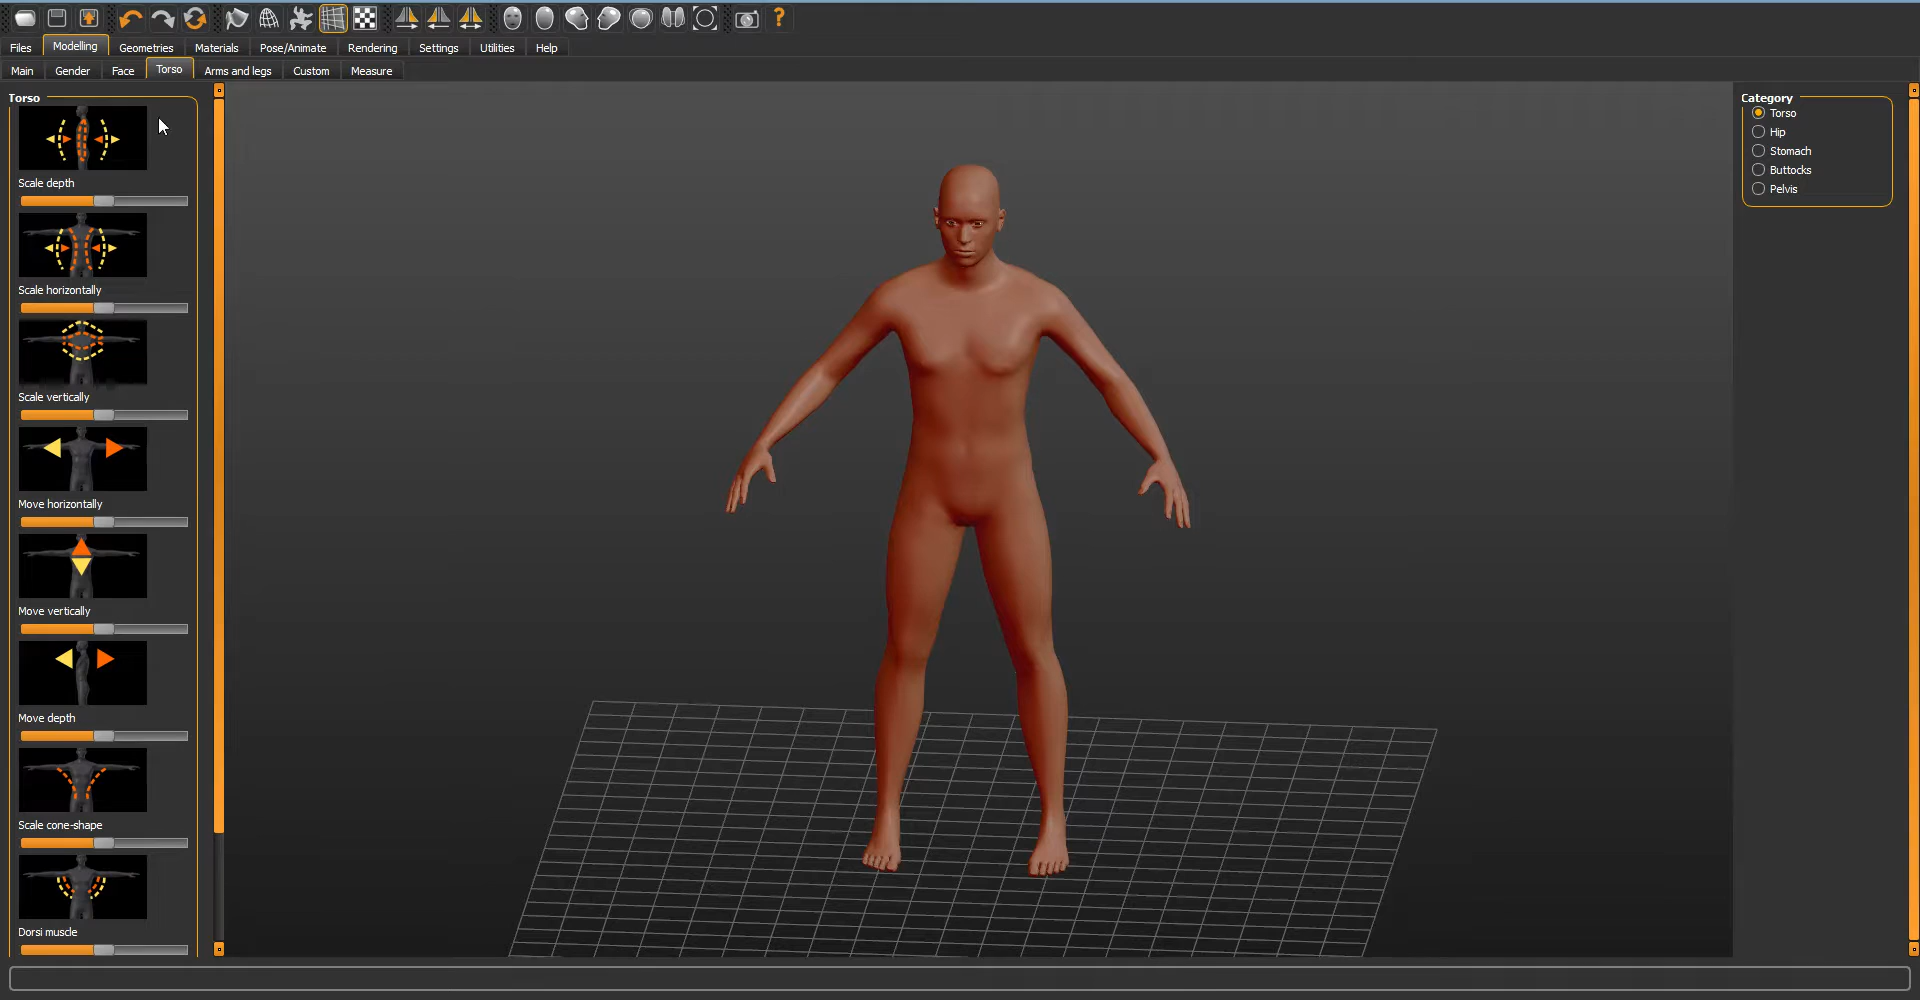 ?
Files Modelling Geometries Materials Pose/Animate Rendering Settings Utilities Help
Main Gender Face Torso Arms and legs Custom Measure
Torso
Scale depth
Scale horizontally
Scale vertically
Move horizontally
Move vertically
Move depth
Scale cone-shape
Dorsi muscle
Category
Torso
Hip
Stomach
Buttocks
Pelvis